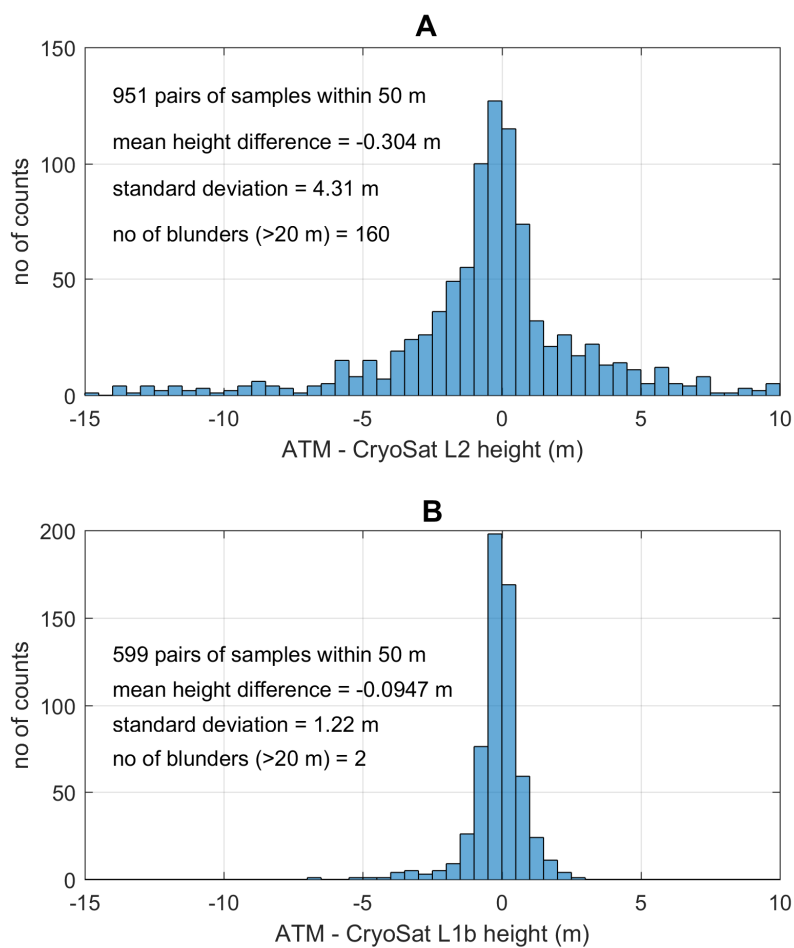 A
150
951 pairs of samples within 50 m
mean height difference = -0.304 m
100
standard deviation = 4.31 m
no of blunders (>20 m) = 160
no of counts
50
0
-15 -10 -5 0 5 10
ATM - CryoSat L2 height (m)
B
200
150
599 pairs of samples within 50 m
mean height difference = -0.0947 m
100
standard deviation = 1.22 m
no of blunders (>20 m) = 2
no of counts
50
0
-15 -10 -5 0 5 10
ATM - CryoSat L1b height (m)